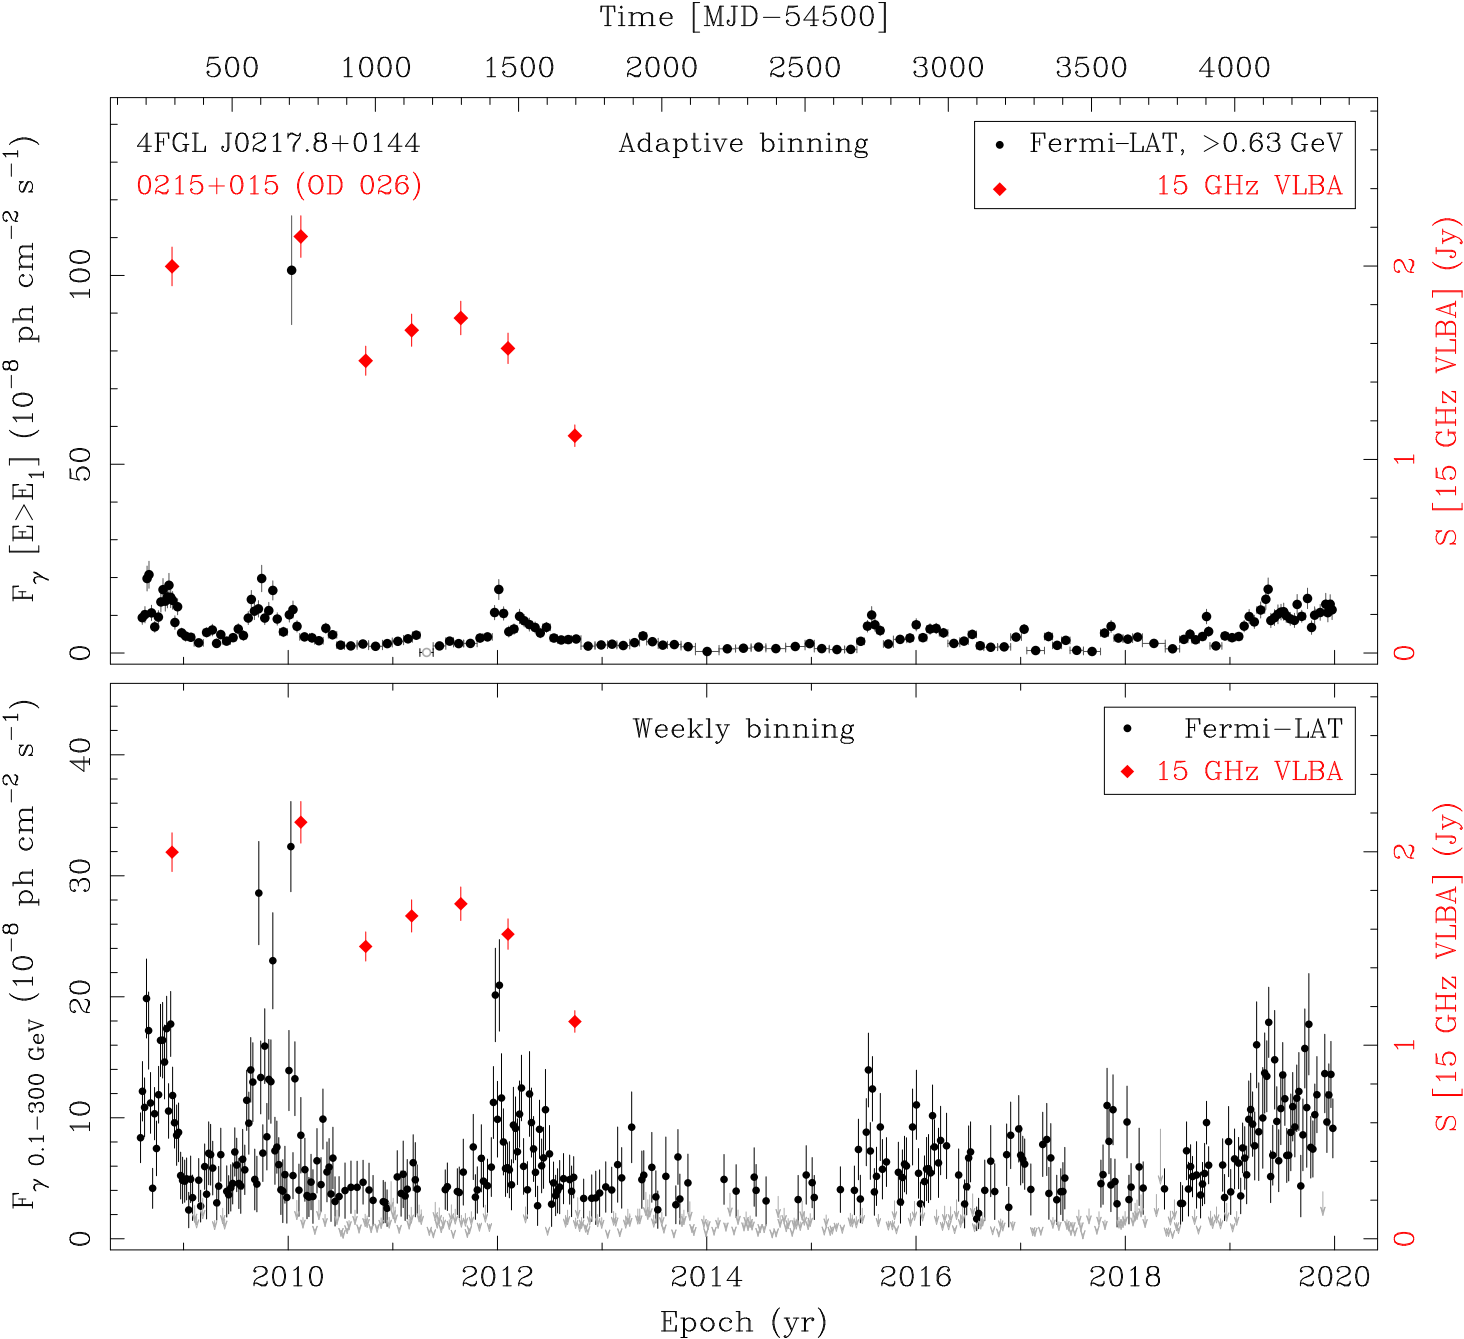 Time [MJD−54500]
500 1000 1500 2000 2500 3000 3500 4000
4FGL J0217.8+0144
0215+015 (OD 026)
Adaptive binning
Fermi−LAT, >0.63 GeV
15 GHz VLBA
F_γ [E>E_1] (10^−8 ph cm^−2 s^−1)
100
50
0
S [15 GHz VLBA] (Jy)
2
1
0
Weekly binning
Fermi−LAT
15 GHz VLBA
F_γ 0.1−300 GeV (10^−8 ph cm^−2 s^−1)
40
30
20
10
0
S [15 GHz VLBA] (Jy)
2
1
0
2010 2012 2014 2016 2018 2020
Epoch (yr)